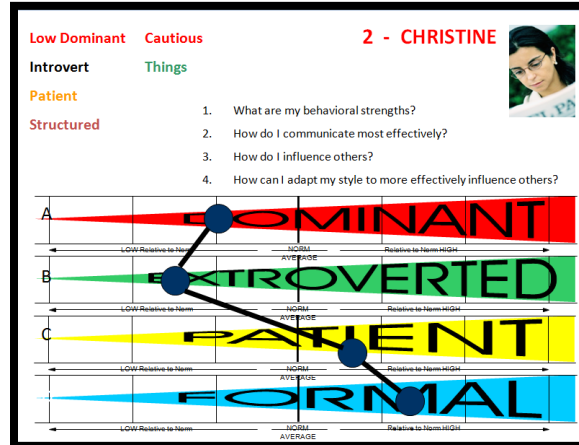 2 - CHRISTINE
Low Dominant Cautious
Introvert Things
Patient
Structured
1. What are my behavioral strengths?
2. How do I communicate most effectively?
3. How do I influence others?
4. How can I adapt my style to more effectively influence others?
A DOMINANT
LOW Relative to Norm NORM AVERAGE Relative to Norm HIGH
B EXTROVERTED
LOW Relative to Norm NORM AVERAGE Relative to Norm HIGH
C PATIENT
LOW Relative to Norm NORM AVERAGE Relative to Norm HIGH
FORMAL
LOW Relative to Norm NORM AVERAGE Relative to Norm HIGH